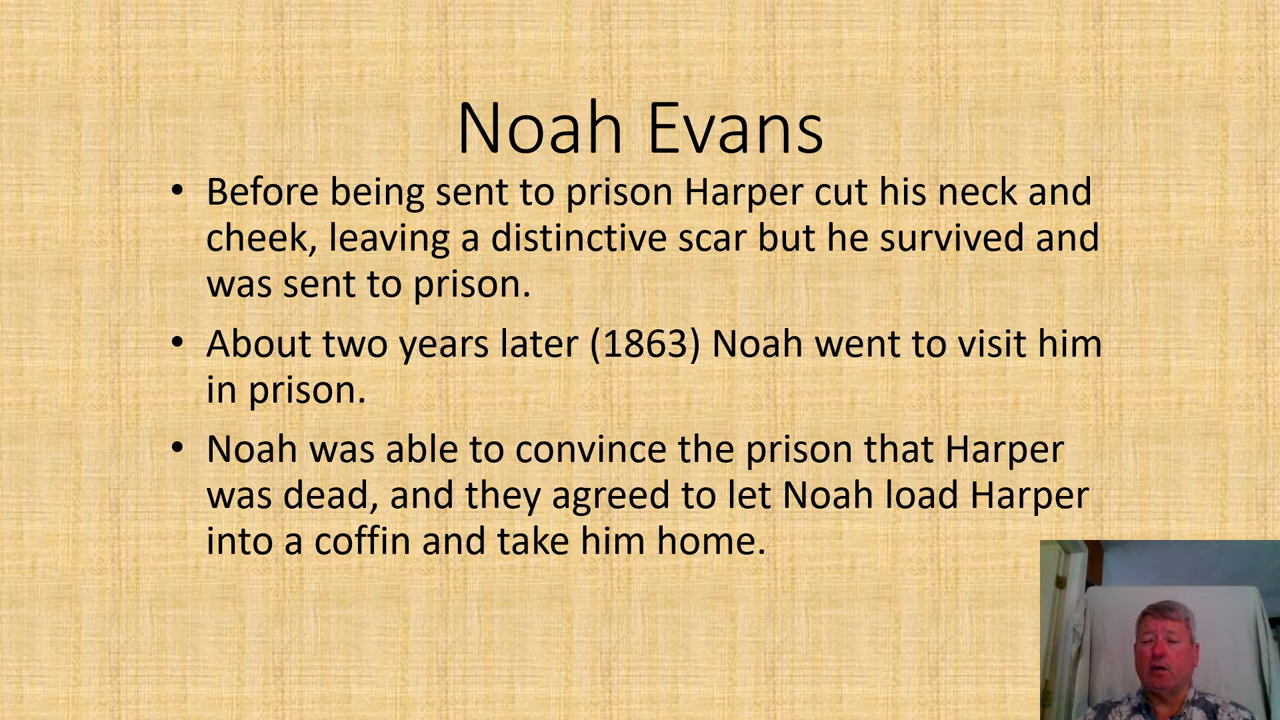 Noah Evans
• Before being sent to prison Harper cut his neck and
cheek, leaving a distinctive scar but he survived and
was sent to prison.
• About two years later (1863) Noah went to visit him
in prison.
• Noah was able to convince the prison that Harper
was dead, and they agreed to let Noah load Harper
into a coffin and take him home.